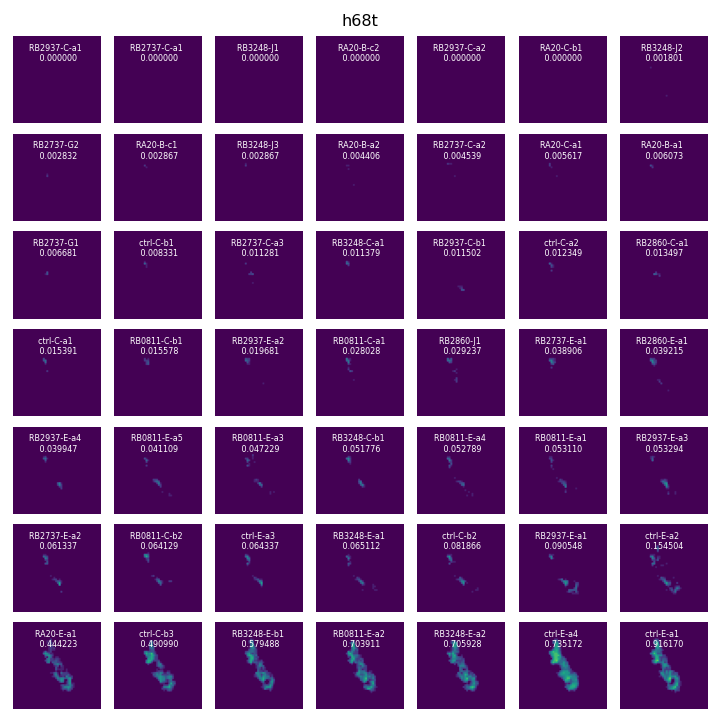 h68t
RB2937-C-a1 RB2737-C-a1 RB3248-J1 RA20-B-c2 RB2937-C-a2 RA20-C-b1 RB3248-J2
0.000000 0.000000 0.000000 0.000000 0.000000 0.000000 0.001801
RB2737-G2 RA20-B-c1 RB3248-J3 RA20-B-a2 RB2737-C-a2 RA20-C-a1 RA20-B-a1
0.002832 0.002867 0.002867 0.004406 0.004539 0.005617 0.006073
RB2737-G1 ctrl-C-b1 RB2737-C-a3 RB3248-C-a1 RB2937-C-b1 ctrl-C-a2 RB2860-C-a1
0.006681 0.008331 0.011281 0.011379 0.011502 0.012349 0.013497
ctrl-C-a1 RB0811-C-b1 RB2937-E-a2 RB0811-C-a1 RB2860-J1 RB2737-E-a1 RB2860-E-a1
0.015391 0.015578 0.019681 0.028028 0.029237 0.038906 0.039215
RB2937-E-a4 RB0811-E-a5 RB0811-E-a3 RB3248-C-b1 RB0811-E-a4 RB0811-E-a1 RB2937-E-a3
0.039947 0.041109 0.047229 0.051776 0.052789 0.053110 0.053294
RB2737-E-a2 RB0811-C-b2 ctrl-E-a3 RB3248-E-a1 ctrl-C-b2 RB2937-E-a1 ctrl-E-a2
0.061337 0.064129 0.064337 0.065112 0.081866 0.090548 0.154504
RA20-E-a1 ctrl-C-b3 RB3248-E-b1 RB0811-E-a2 RB3248-E-a2 ctrl-E-a4 ctrl-E-a1
0.444223 0.490990 0.579488 0.703911 0.705928 0.735172 0.916170